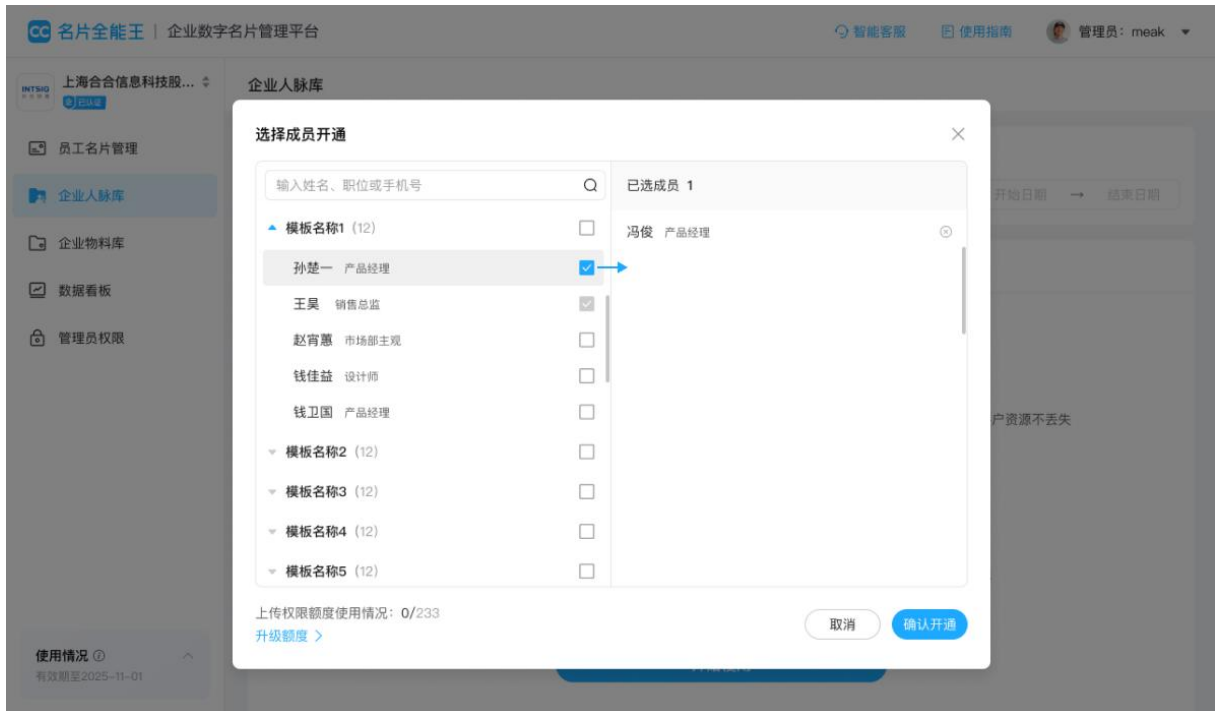 CC 名片全能王 | 企业数字名片管理平台
智能客服 使用指南 管理员：meak
INTSIG 上海合合信息科技股...
已认证
企业人脉库
员工名片管理
企业人脉库
企业物料库
数据看板
管理员权限
选择成员开通
输入姓名、职位或手机号
已选成员 1
开始日期 → 结束日期
模板名称1 (12)
冯俊 产品经理
孙楚一 产品经理
王昊 销售总监
赵宵蕙 市场部主观
钱佳益 设计师
钱卫国 产品经理
户资源不丢失
模板名称2 (12)
模板名称3 (12)
模板名称4 (12)
模板名称5 (12)
上传权限额度使用情况：0/233
升级额度 >
取消 确认开通
使用情况
有效期至2025-11-01